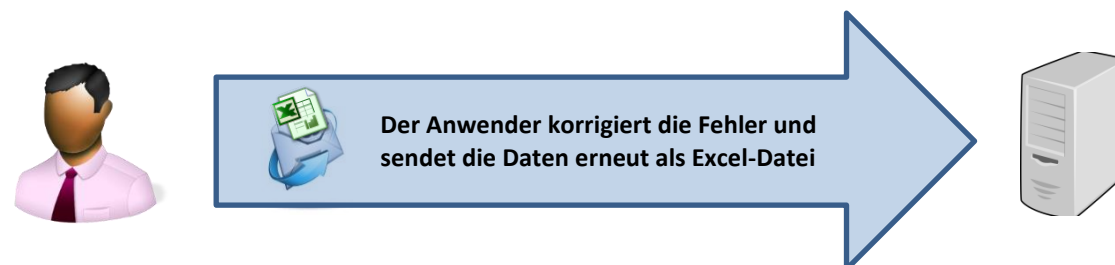 Der Anwender korrigiert die Fehler und
sendet die Daten erneut als Excel-Datei